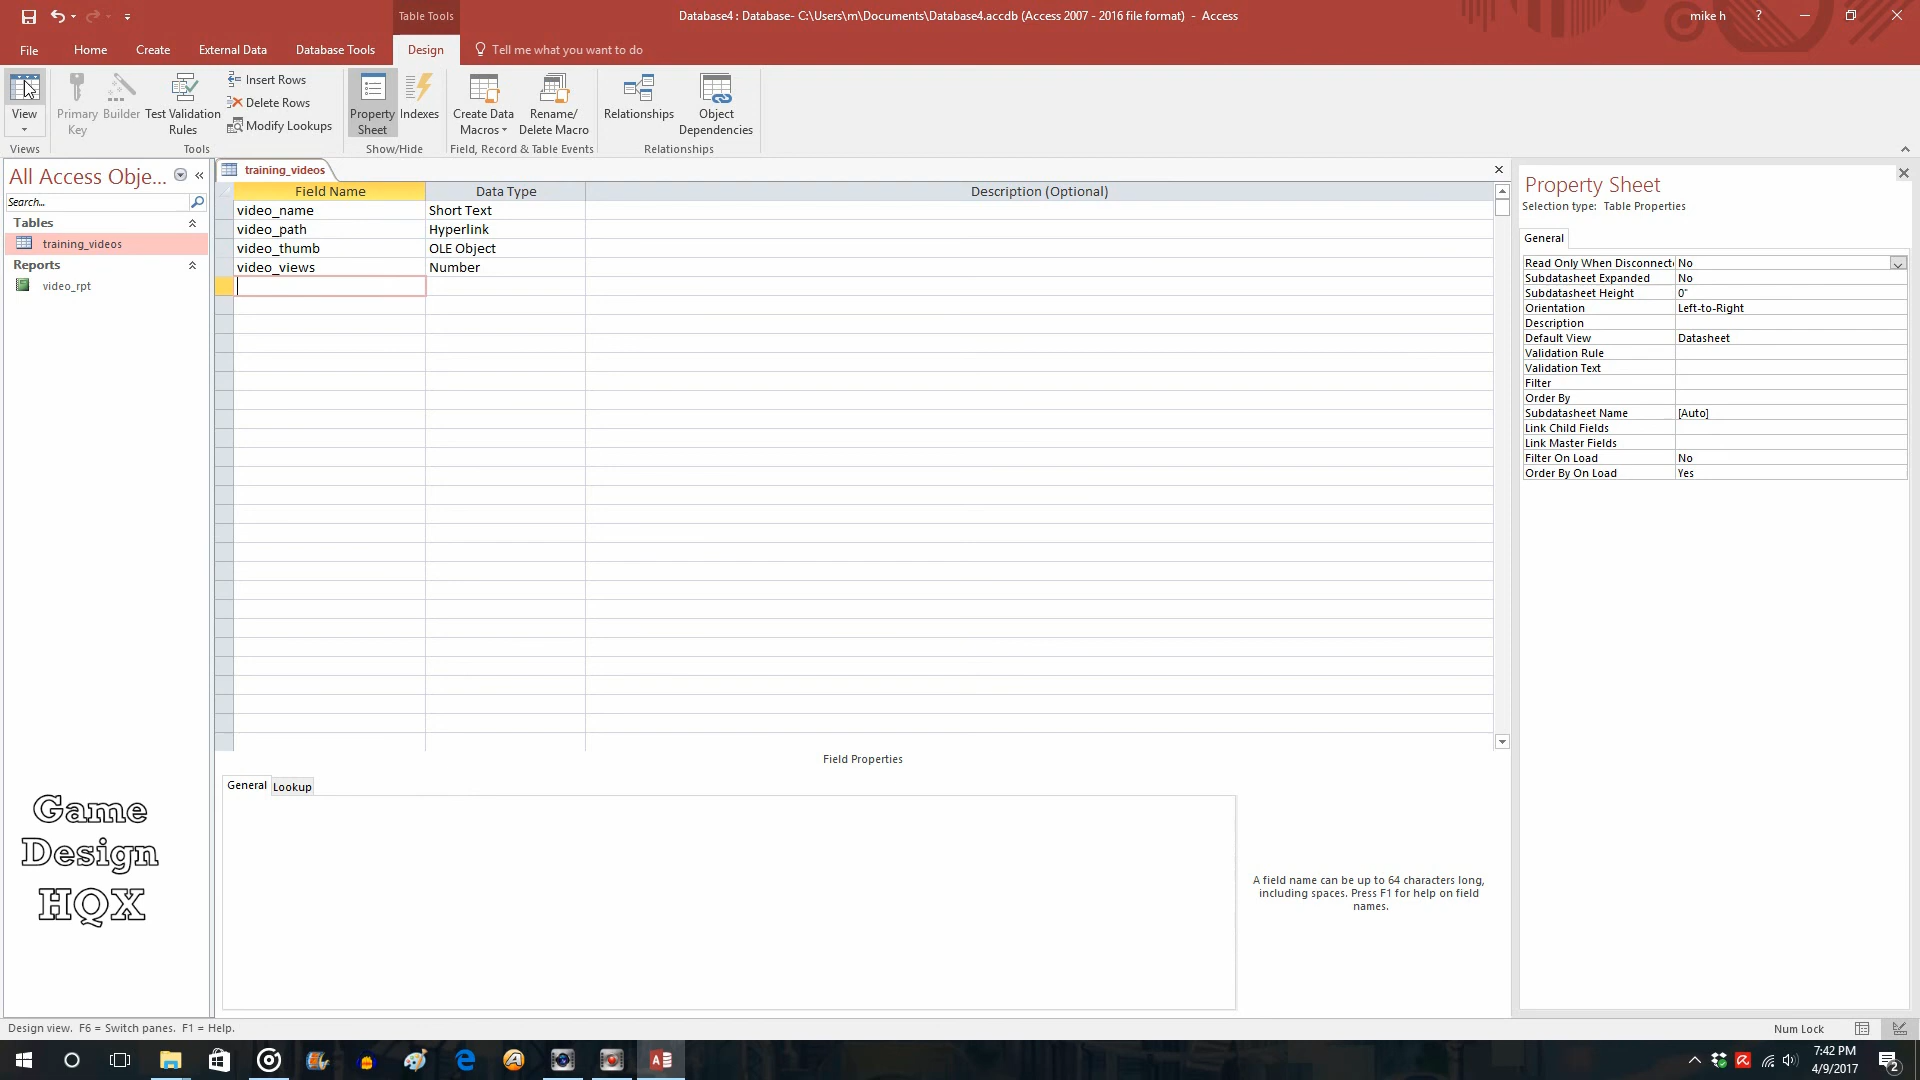 Table Tools
Database4 : Database- C:\Users\m\Documents\Database4.accdb (Access 2007 - 2016 file format) - Access
mike h
?
File
Home
Create
External Data
Database Tools
Design
Tell me what you want to do
View
Primary
Key
Builder
Test Validation
Rules
Insert Rows
Delete Rows
Modify Lookups
Property
Sheet
Indexes
Create Data
Macros
Rename/
Delete Macro
Relationships
Object
Dependencies
Views
Tools
Show/Hide
Field, Record & Table Events
Relationships
All Access Obje...
Search...
Tables
training_videos
Reports
video_rpt
training_videos
Field Name
Data Type
Description (Optional)
video_name
Short Text
video_path
Hyperlink
video_thumb
OLE Object
video_views
Number
Field Properties
General
Lookup
A field name can be up to 64 characters long,
including spaces. Press F1 for help on field
names.
Property Sheet
Selection type: Table Properties
General
Read Only When Disconnecte
No
Subdatasheet Expanded
No
Subdatasheet Height
0"
Orientation
Left-to-Right
Description
Default View
Datasheet
Validation Rule
Validation Text
Filter
Order By
Subdatasheet Name
[Auto]
Link Child Fields
Link Master Fields
Filter On Load
No
Order By On Load
Yes
Game
Design
HQX
Design view. F6 = Switch panes. F1 = Help.
Num Lock
7:42 PM
4/9/2017
2